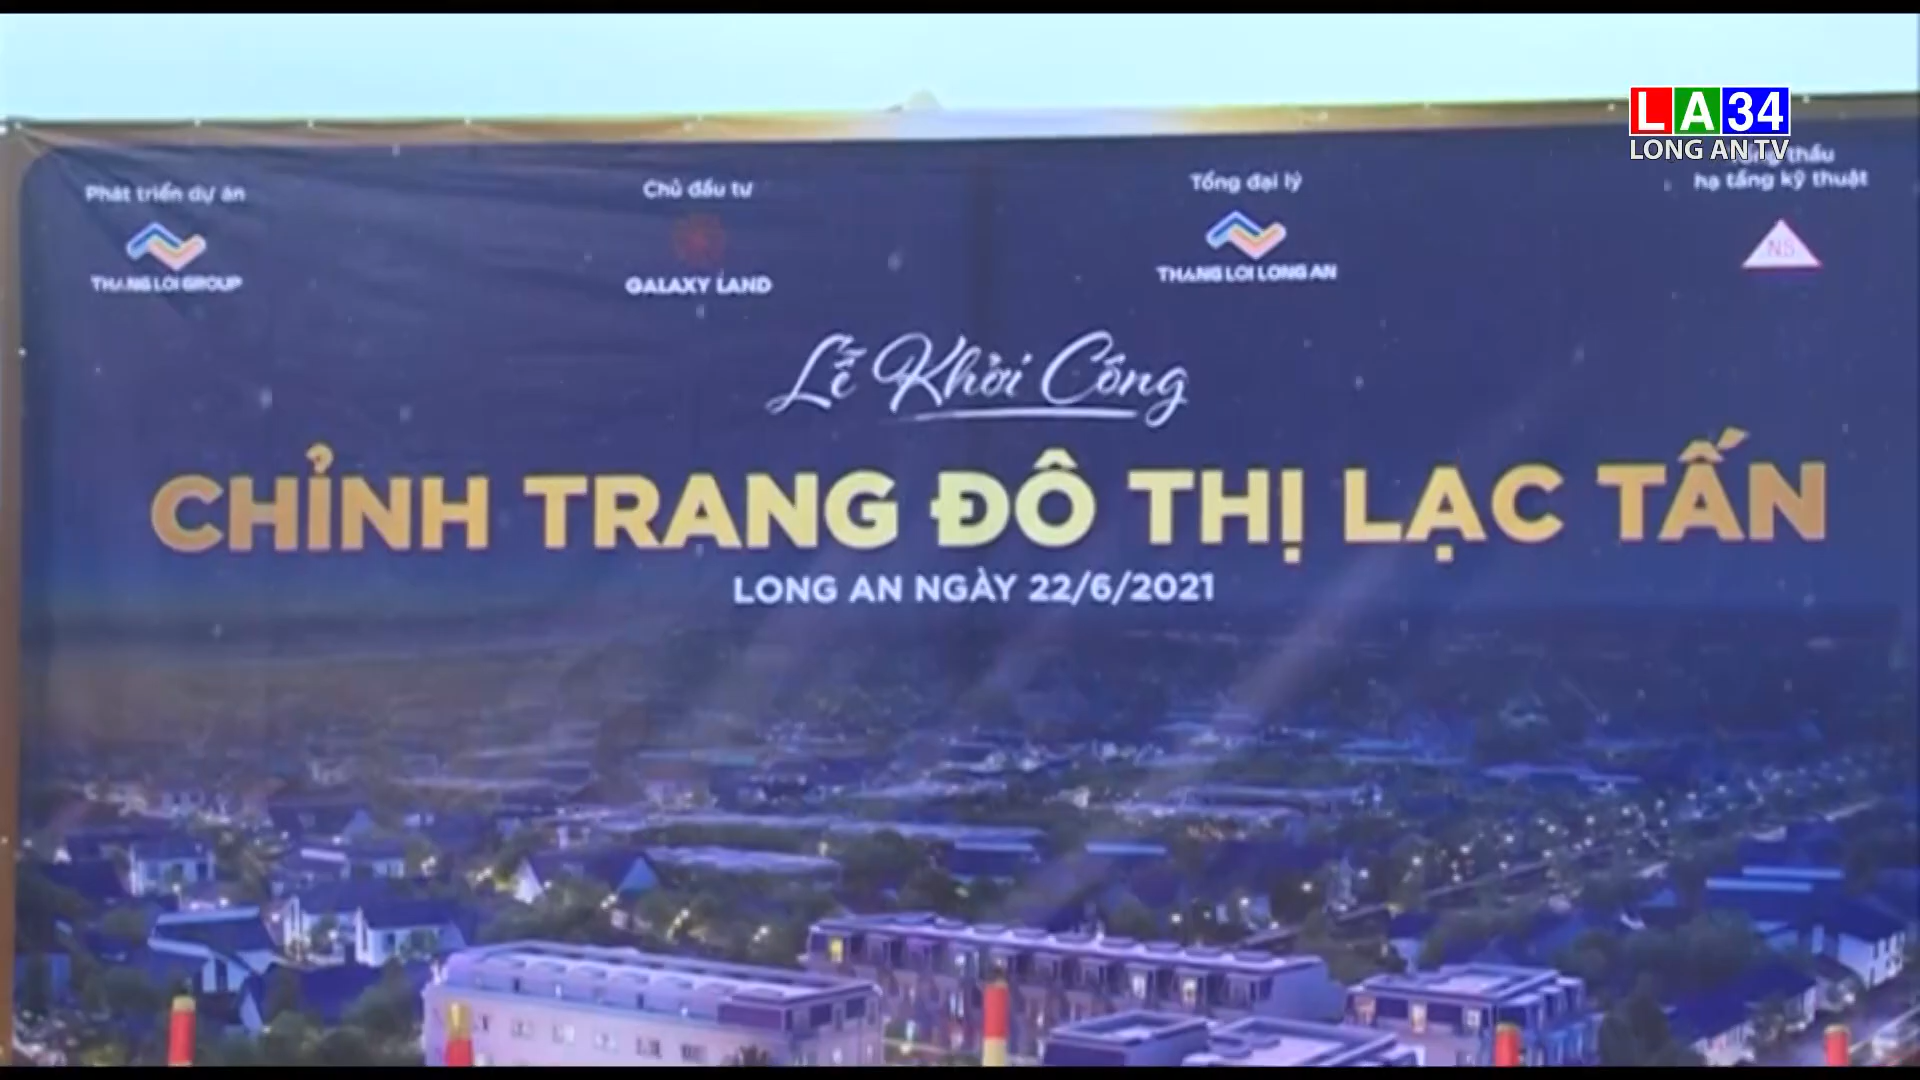 LA34
LONG AN TV
Phát triển dự án
Chủ đầu tư
Tổng đại lý
thầu
hạ tầng kỹ thuật
THANG LOI GROUP
GALAXY LAND
THANG LOI LONG AN
NS
Lễ Khởi Công
CHỈNH TRANG ĐÔ THỊ LẠC TẤN
LONG AN NGÀY 22/6/2021